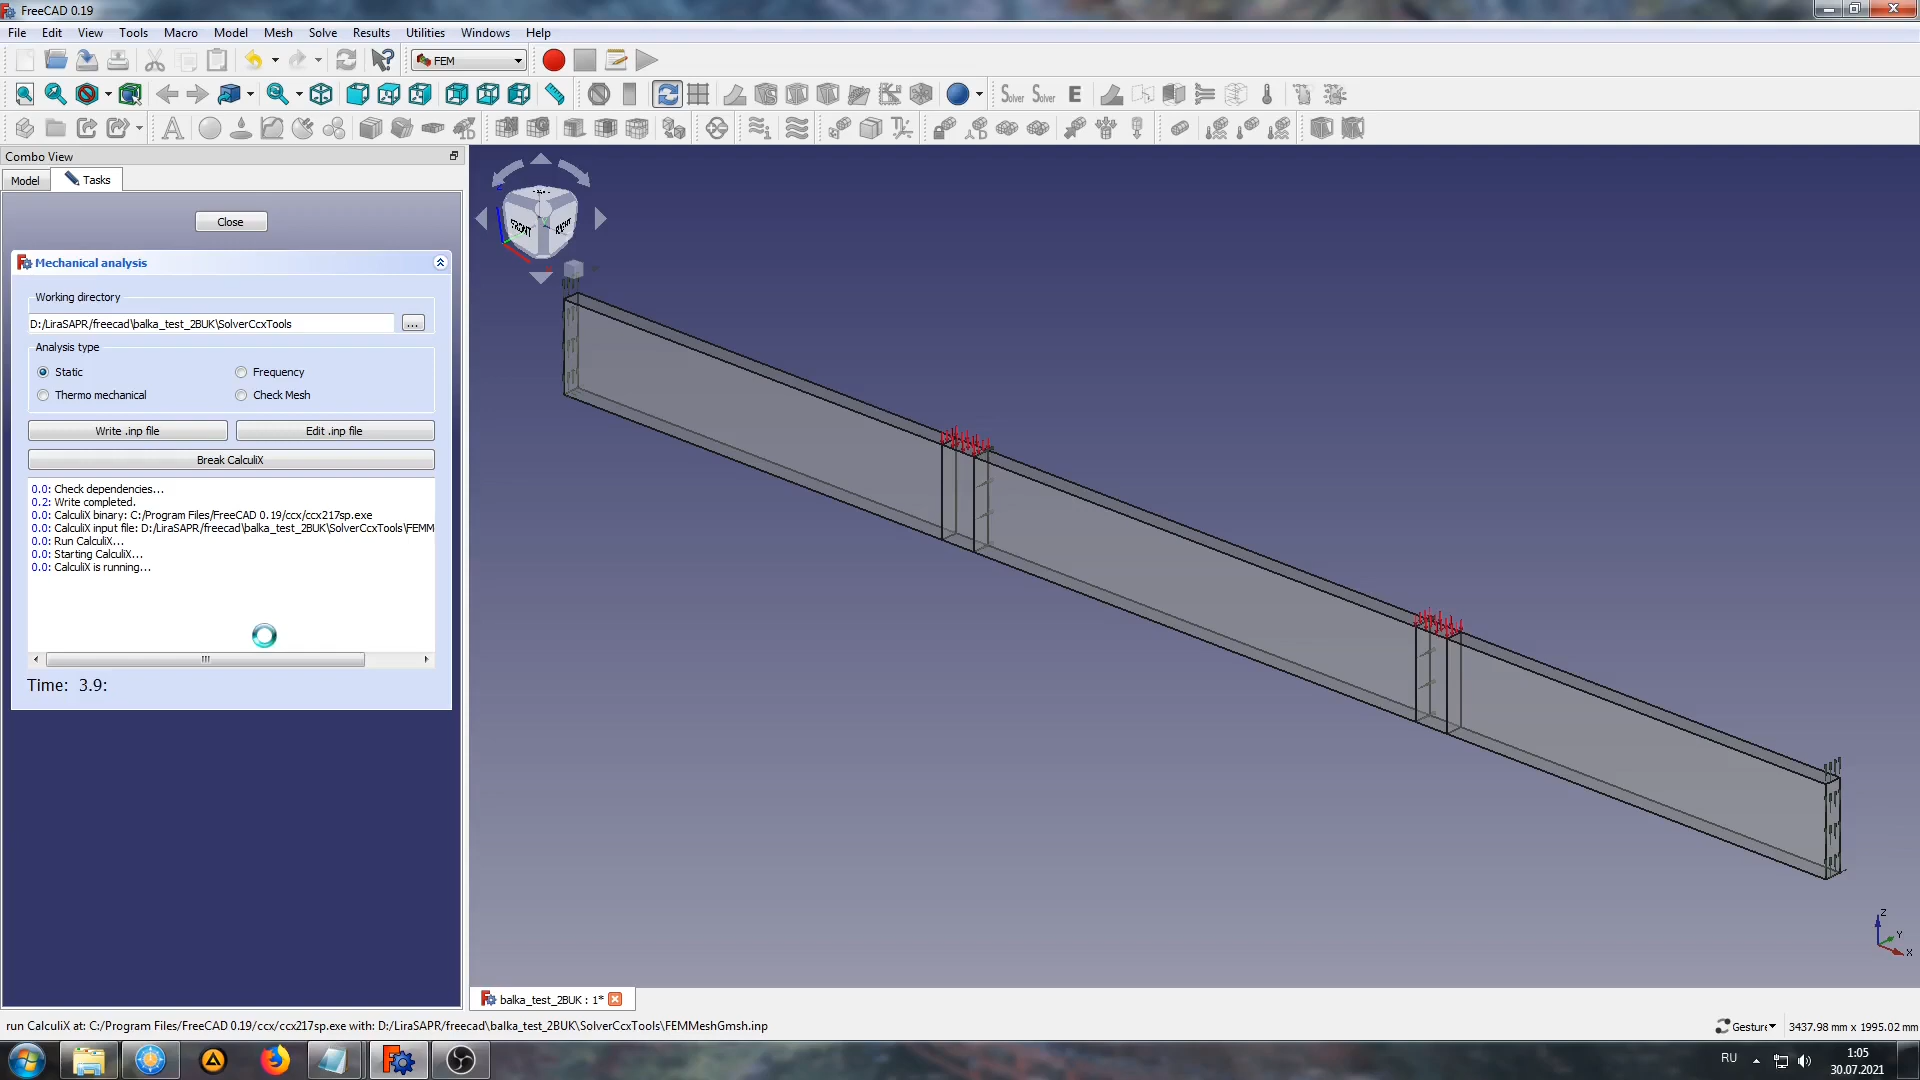 FreeCAD 0.19
File Edit View Tools Macro Model Mesh Solve Results Utilities Windows Help
FEM
Solver Solver E
Combo View
Model Tasks
Close
Mechanical analysis
Working directory
D:/LiraSAPR/freecad\balka_test_2BUK\SolverCcxTools ...
Analysis type
Static Frequency
Thermo mechanical Check Mesh
Write .inp file Edit .inp file
Break CalculiX
0.0: Check dependencies...
0.2: Write completed.
0.0: CalculiX binary: C:/Program Files/FreeCAD 0.19/ccx/ccx217sp.exe
0.0: CalculiX input file: D:/LiraSAPR/freecad\balka_test_2BUK\SolverCcxTools\FEMM
0.0: Run CalculiX...
0.0: Starting CalculiX...
0.0: CalculiX is running...
Time: 3.9:
FRONT RIGHT
Z
Y
X
balka_test_2BUK : 1*
run CalculiX at: C:/Program Files/FreeCAD 0.19/ccx/ccx217sp.exe with: D:/LiraSAPR/freecad\balka_test_2BUK\SolverCcxTools\FEMMeshGmsh.inp
Gesture 3437.98 mm x 1995.02 mm
RU 1:05
30.07.2021